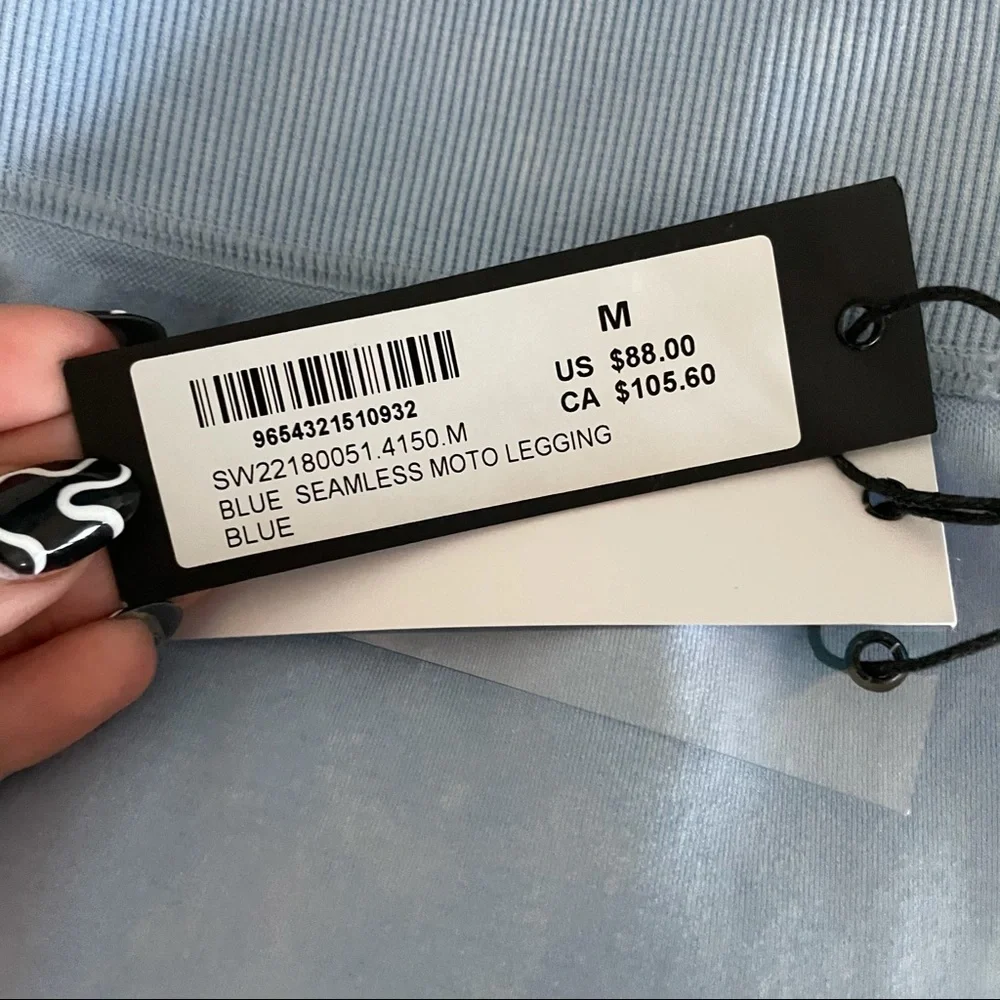 M
US $88.00
CA $105.60
9654321510932
SW22180051.4150.M
BLUE SEAMLESS MOTO LEGGING
BLUE